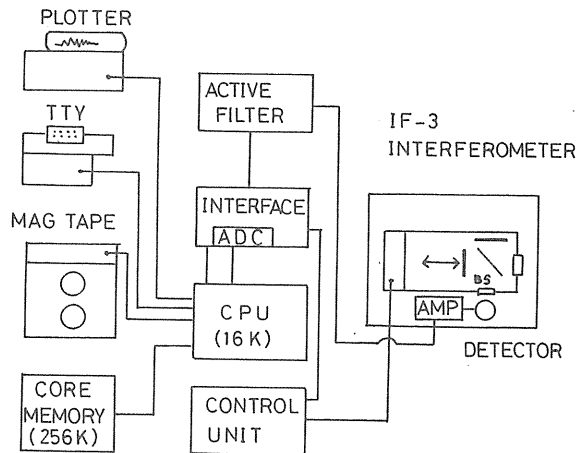 PLOTTER
TTY
MAG TAPE
CORE
MEMORY
(256K)
ACTIVE
FILTER
INTERFACE
ADC
CPU
(16K)
CONTROL
UNIT
IF-3
INTERFEROMETER
BS
AMP
DETECTOR